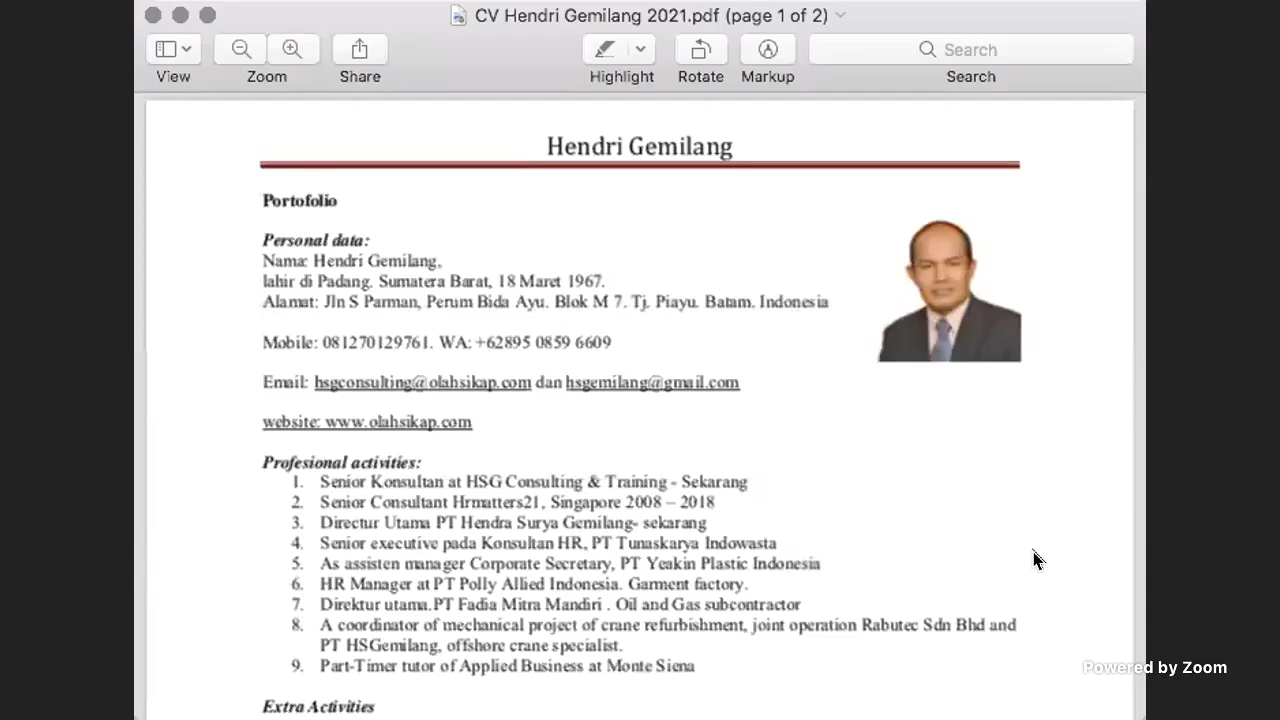 CV Hendri Gemilang 2021.pdf (page 1 of 2)
View
Zoom
Share
Highlight
Rotate
Markup
Search
Search
Hendri Gemilang
Portofolio
Personal data:
Nama: Hendri Gemilang,
lahir di Padang. Sumatera Barat, 18 Maret 1967.
Alamat: Jln S Parman, Perum Bida Ayu. Blok M 7. Tj. Piayu. Batam. Indonesia
Mobile: 081270129761. WA: +62895 0859 6609
Email: hsgconsulting@olahsikap.com dan hsgemilang@gmail.com
website: www.olahsikap.com
Profesional activities:
1. Senior Konsultan at HSG Consulting & Training - Sekarang
2. Senior Consultant Hrmatters21, Singapore 2008 – 2018
3. Directur Utama PT Hendra Surya Gemilang- sekarang
4. Senior executive pada Konsultan HR, PT Tunaskarya Indowasta
5. As assisten manager Corporate Secretary, PT Yeakin Plastic Indonesia
6. HR Manager at PT Polly Allied Indonesia. Garment factory.
7. Direktur utama.PT Fadia Mitra Mandiri . Oil and Gas subcontractor
8. A coordinator of mechanical project of crane refurbishment, joint operation Rabutec Sdn Bhd and
PT HSGemilang, offshore crane specialist.
9. Part-Timer tutor of Applied Business at Monte Siena
Powered by Zoom
Extra Activities